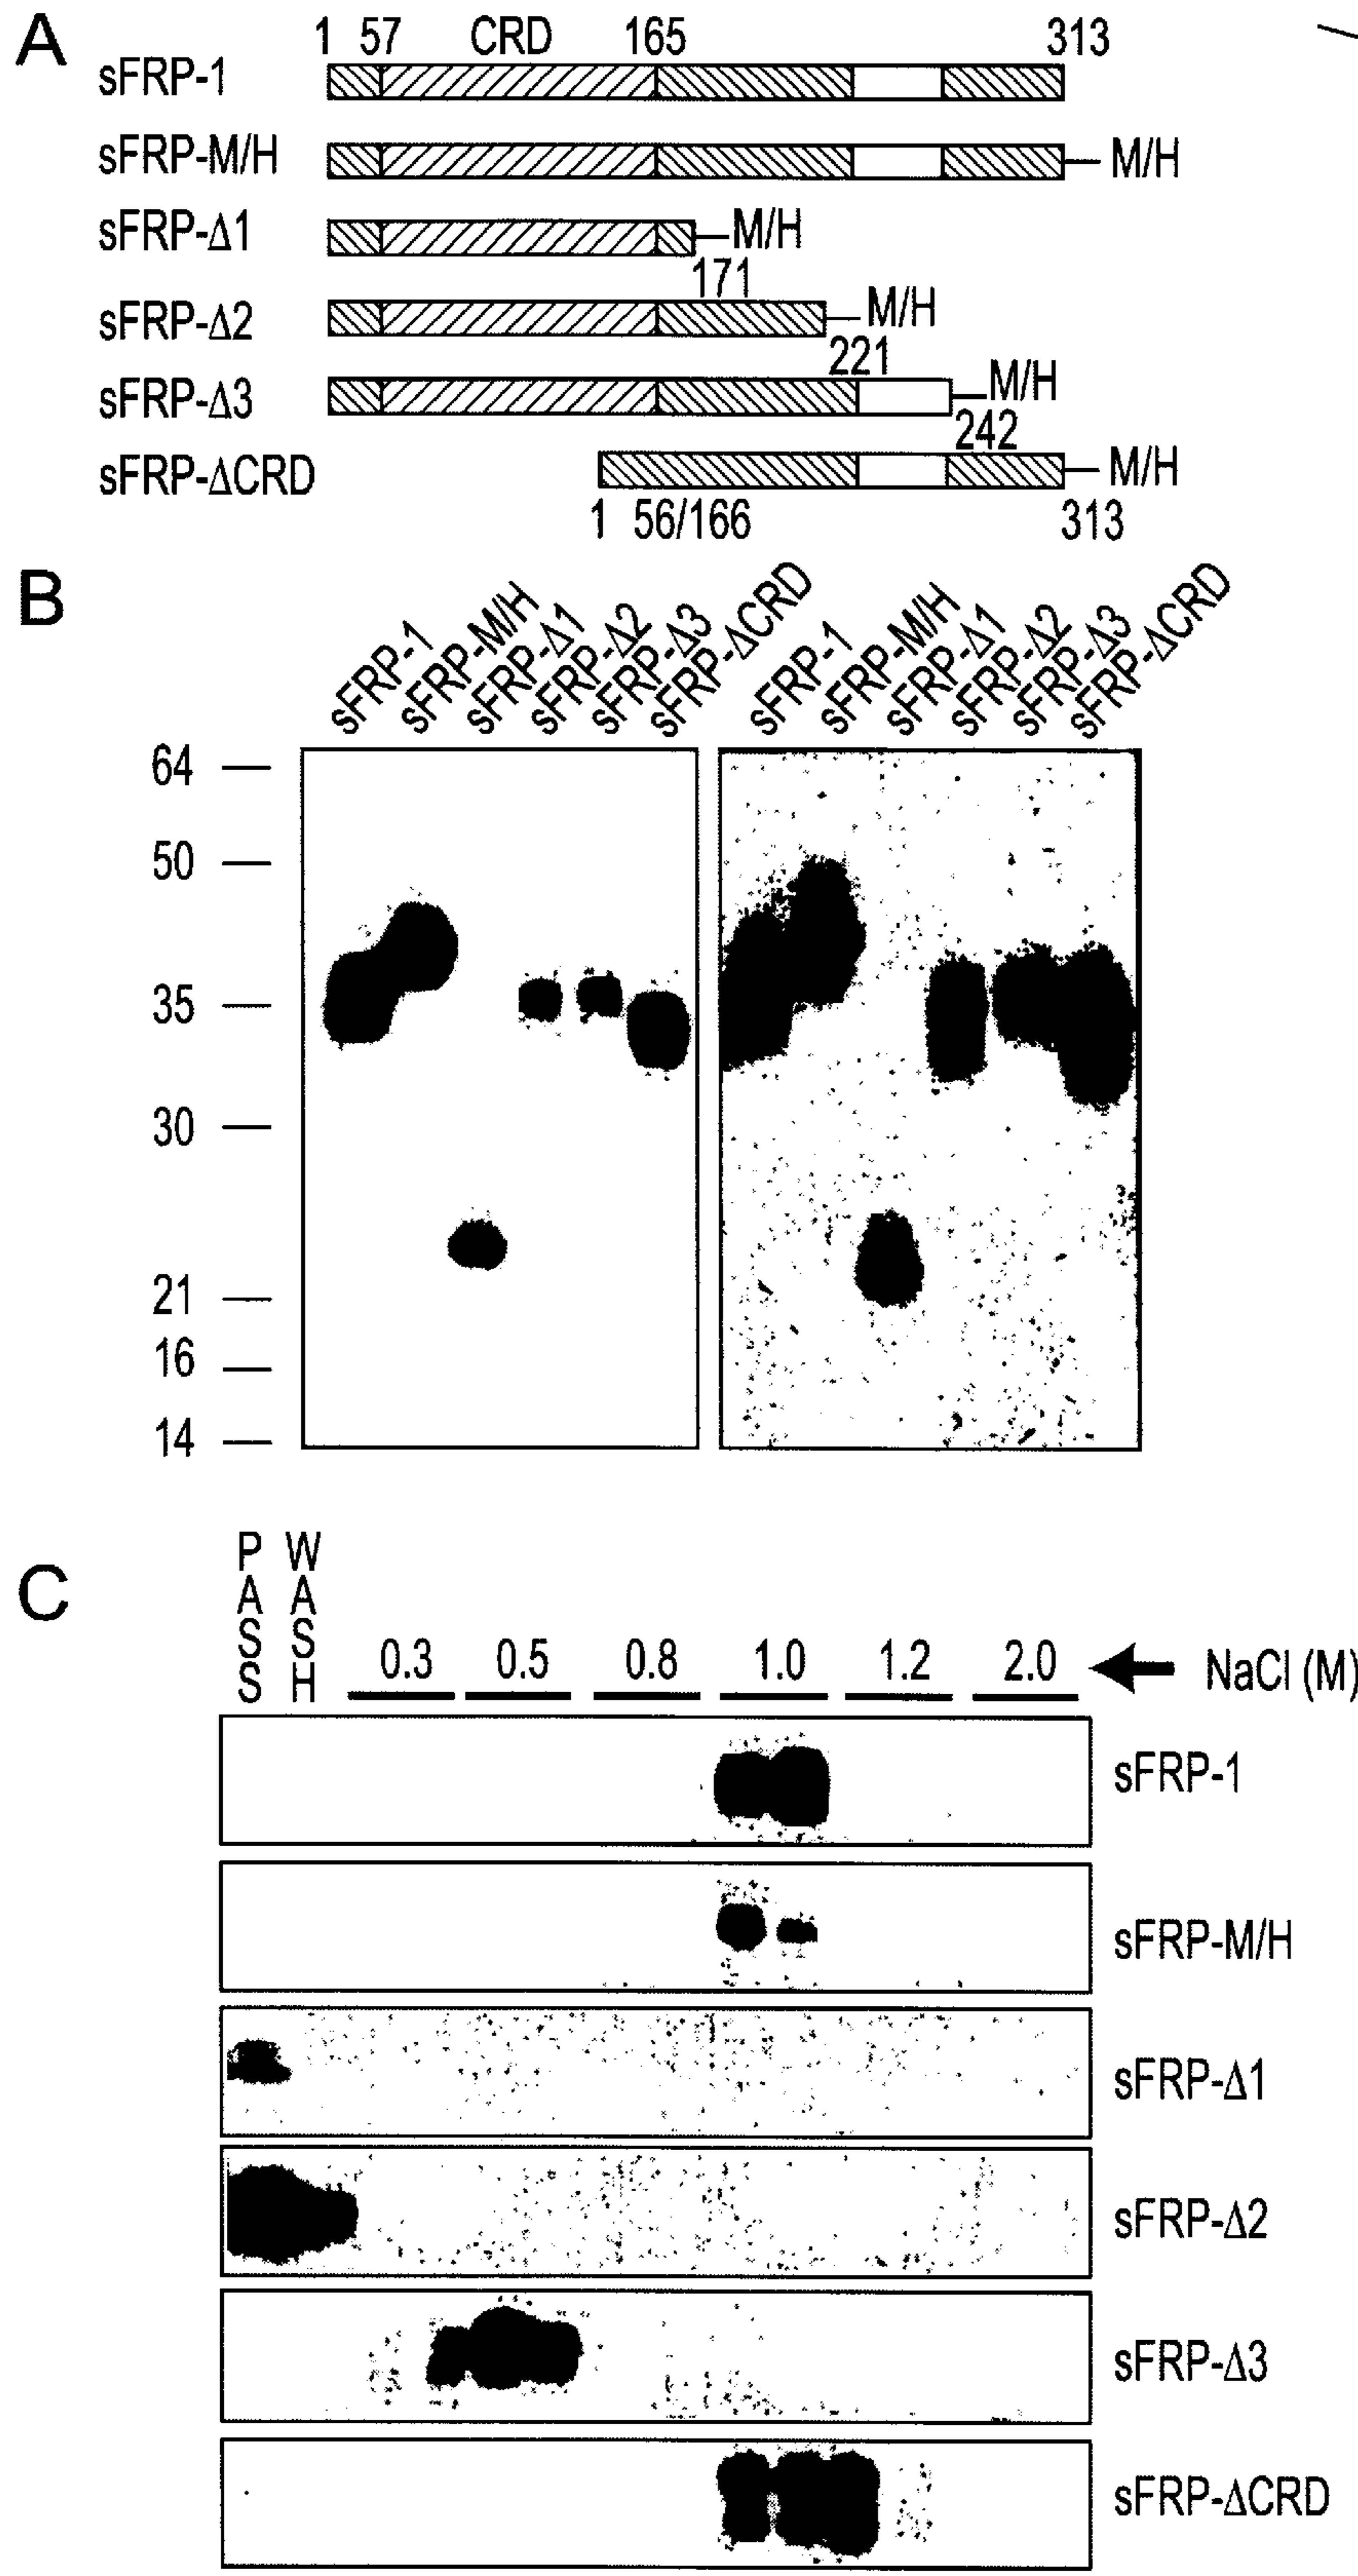 A
1 57 CRD 165 313
sFRP-1
sFRP-M/H M/H
sFRP-Δ1 M/H
171
sFRP-Δ2 M/H
221
sFRP-Δ3 M/H
242
sFRP-ΔCRD M/H
1 56/166 313
B
sFRP-1 sFRP-M/H sFRP-Δ1 sFRP-Δ2 sFRP-Δ3 sFRP-ΔCRD sFRP-1 sFRP-M/H sFRP-Δ1 sFRP-Δ2 sFRP-Δ3 sFRP-ΔCRD
64
50
35
30
21
16
14
C
PASS WASH 0.3 0.5 0.8 1.0 1.2 2.0 NaCl (M)
sFRP-1
sFRP-M/H
sFRP-Δ1
sFRP-Δ2
sFRP-Δ3
sFRP-ΔCRD